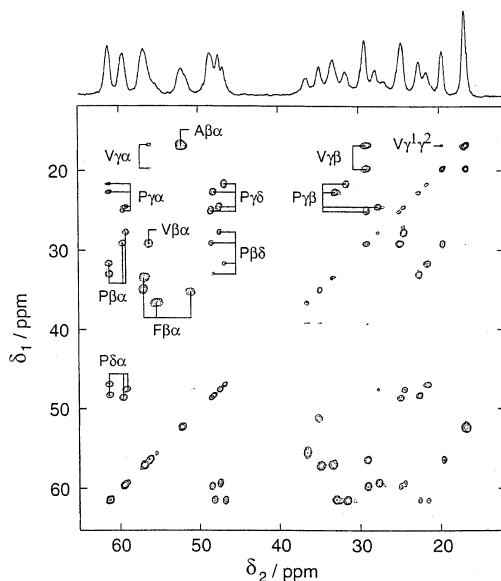 Aβα
Vγα
Vγβ
Vγ¹γ²
Pγα
Pγδ
Pγβ
Vβα
Pβδ
Pβα
Fβα
Pδα
20
30
40
50
60
δ₁ / ppm
60
50
40
30
20
δ₂ / ppm